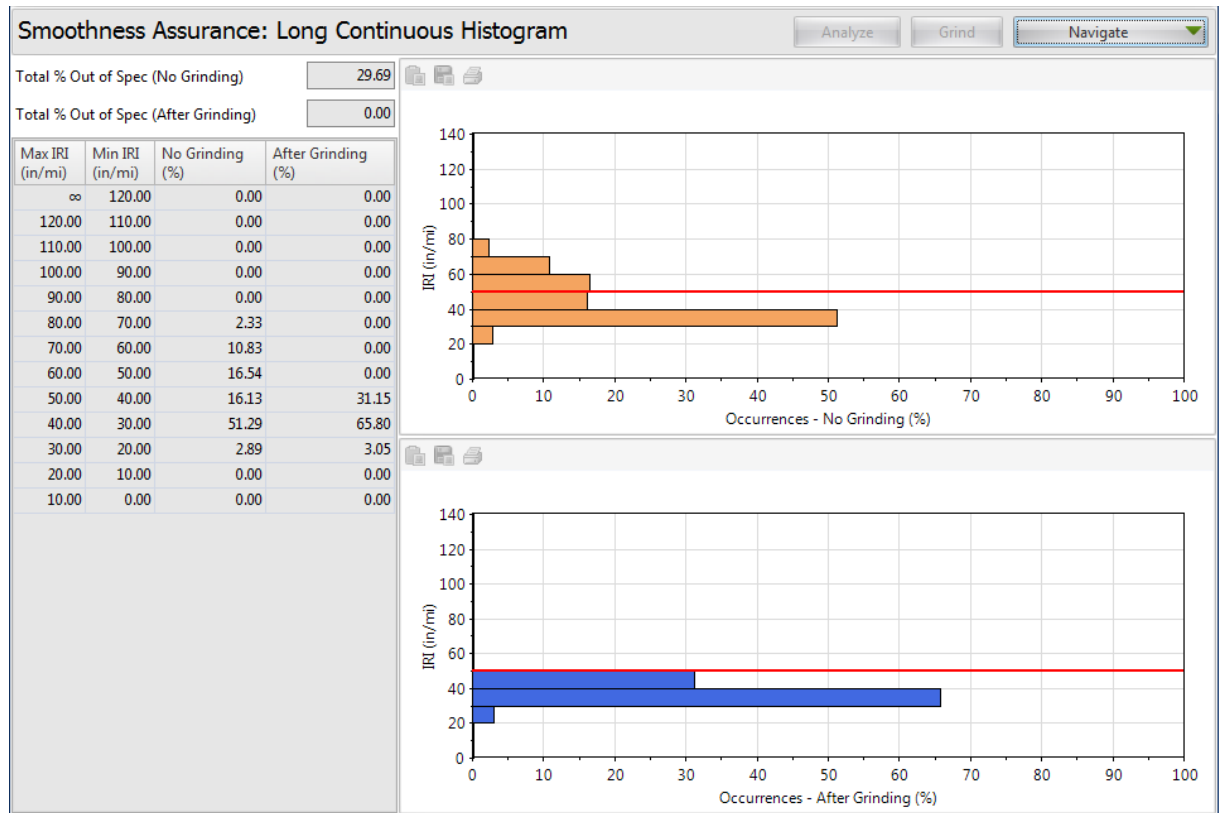 Smoothness Assurance: Long Continuous Histogram
Analyze
Grind
Navigate
Total % Out of Spec (No Grinding) 29.69
Total % Out of Spec (After Grinding) 0.00
Max IRI (in/mi) Min IRI (in/mi) No Grinding (%) After Grinding (%)
∞ 120.00 0.00 0.00
120.00 110.00 0.00 0.00
110.00 100.00 0.00 0.00
100.00 90.00 0.00 0.00
90.00 80.00 0.00 0.00
80.00 70.00 2.33 0.00
70.00 60.00 10.83 0.00
60.00 50.00 16.54 0.00
50.00 40.00 16.13 31.15
40.00 30.00 51.29 65.80
30.00 20.00 2.89 3.05
20.00 10.00 0.00 0.00
10.00 0.00 0.00 0.00
140
120
100
80
60
40
20
0
IRI (in/mi)
0 10 20 30 40 50 60 70 80 90 100
Occurrences - No Grinding (%)
140
120
100
80
60
40
20
0
IRI (in/mi)
0 10 20 30 40 50 60 70 80 90 100
Occurrences - After Grinding (%)